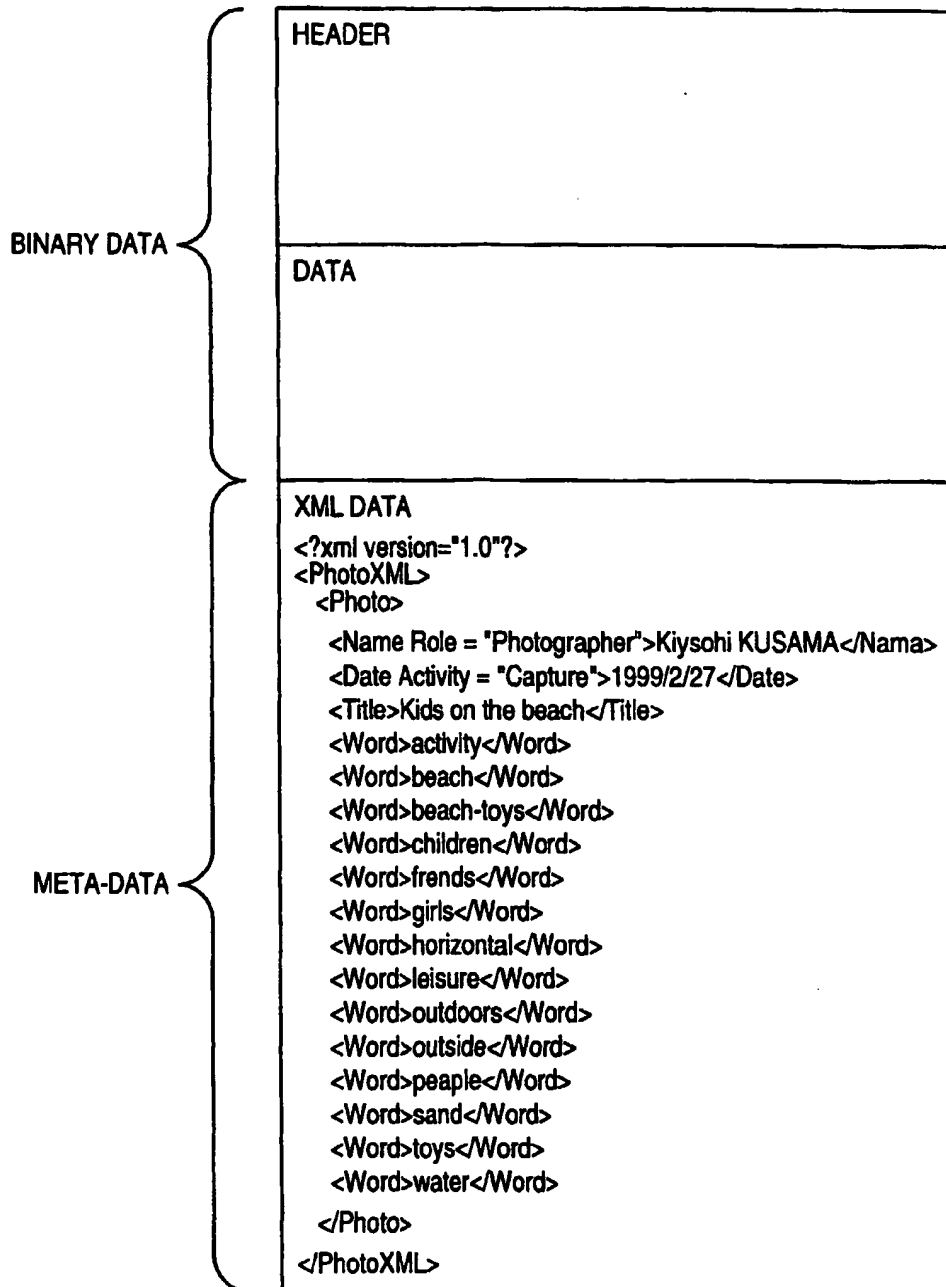 HEADER
BINARY DATA
DATA
XML DATA
<?xml version="1.0"?>
<PhotoXML>
<Photo>
<Name Role = "Photographer">Kiysohi KUSAMA</Nama>
<Date Activity = "Capture">1999/2/27</Date>
<Title>Kids on the beach</Title>
<Word>activity</Word>
<Word>beach</Word>
<Word>beach-toys</Word>
<Word>children</Word>
META-DATA
<Word>frends</Word>
<Word>girls</Word>
<Word>horizontal</Word>
<Word>leisure</Word>
<Word>outdoors</Word>
<Word>outside</Word>
<Word>peaple</Word>
<Word>sand</Word>
<Word>toys</Word>
<Word>water</Word>
</Photo>
</PhotoXML>